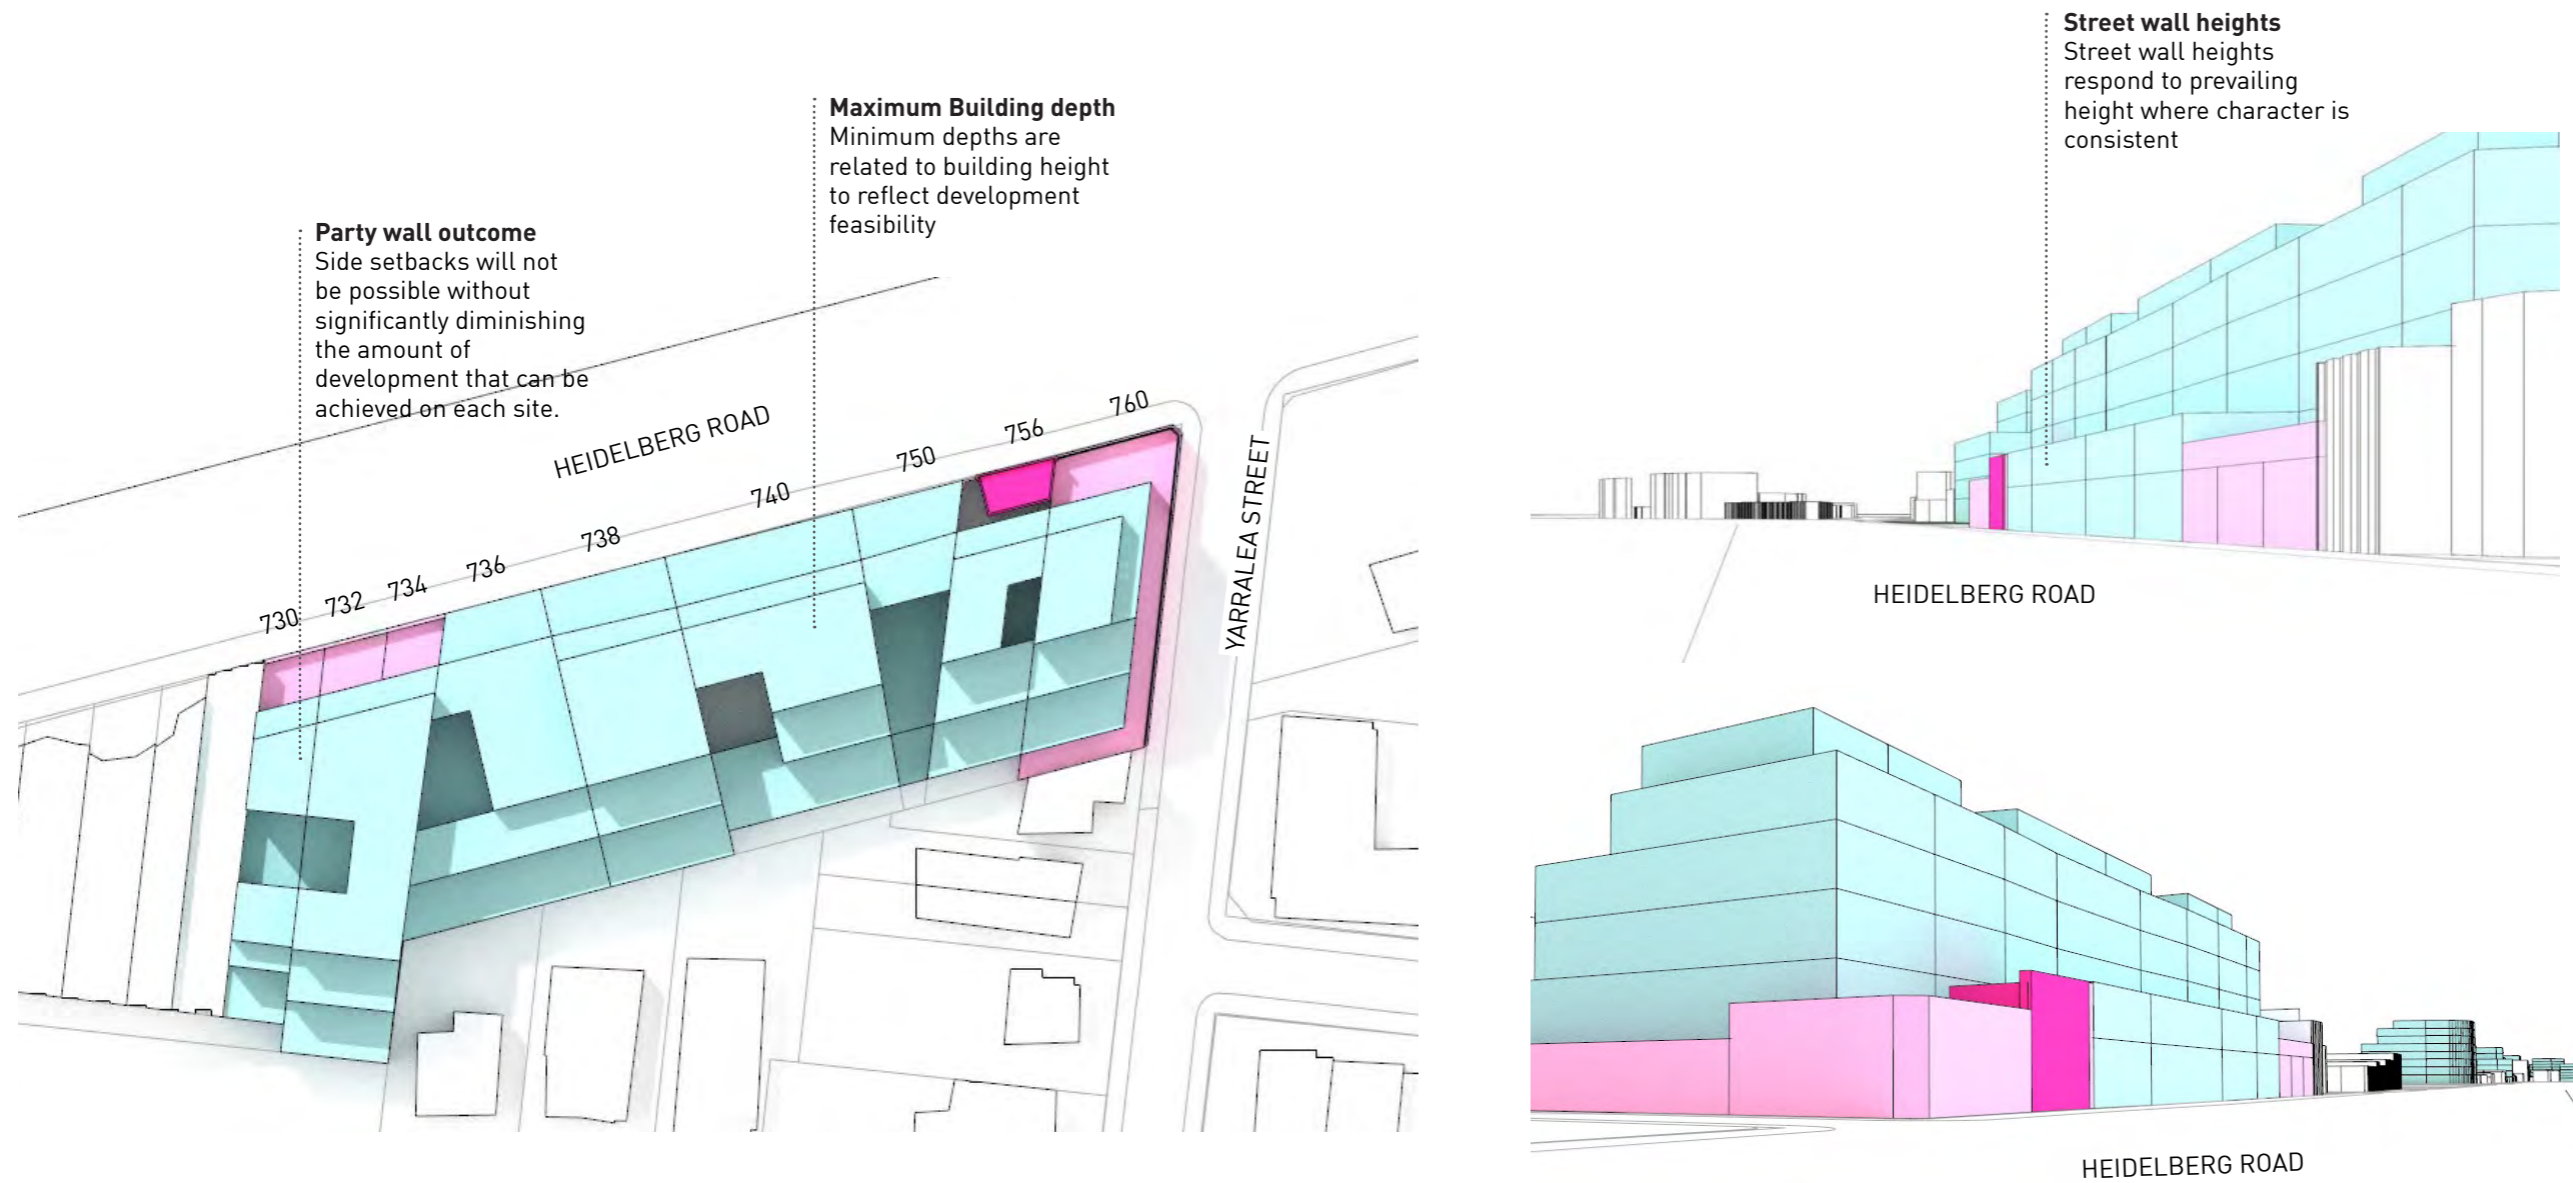 Party wall outcome
Side setbacks will not
be possible without
significantly diminishing
the amount of
development that can be
achieved on each site.
Maximum Building depth
Minimum depths are
related to building height
to reflect development
feasibility
HEIDELBERG ROAD
730
732
734
736
738
740
750
756
760
YARRALEA STREET
Street wall heights
Street wall heights
respond to prevailing
height where character is
consistent
HEIDELBERG ROAD
HEIDELBERG ROAD